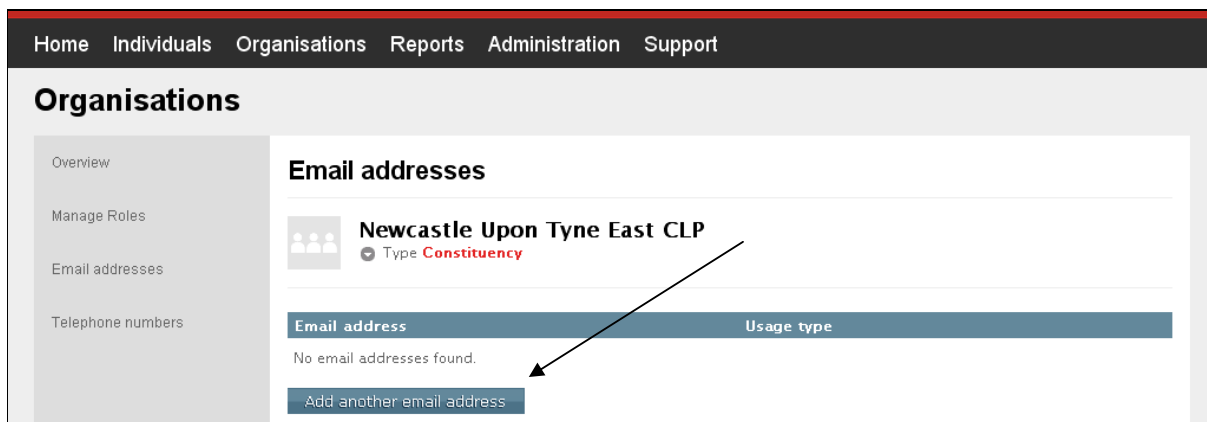 Home Individuals Organisations Reports Administration Support
Organisations
Overview
Manage Roles
Email addresses
Telephone numbers
Email addresses
Newcastle Upon Tyne East CLP
Type Constituency
Email address Usage type
No email addresses found.
Add another email address